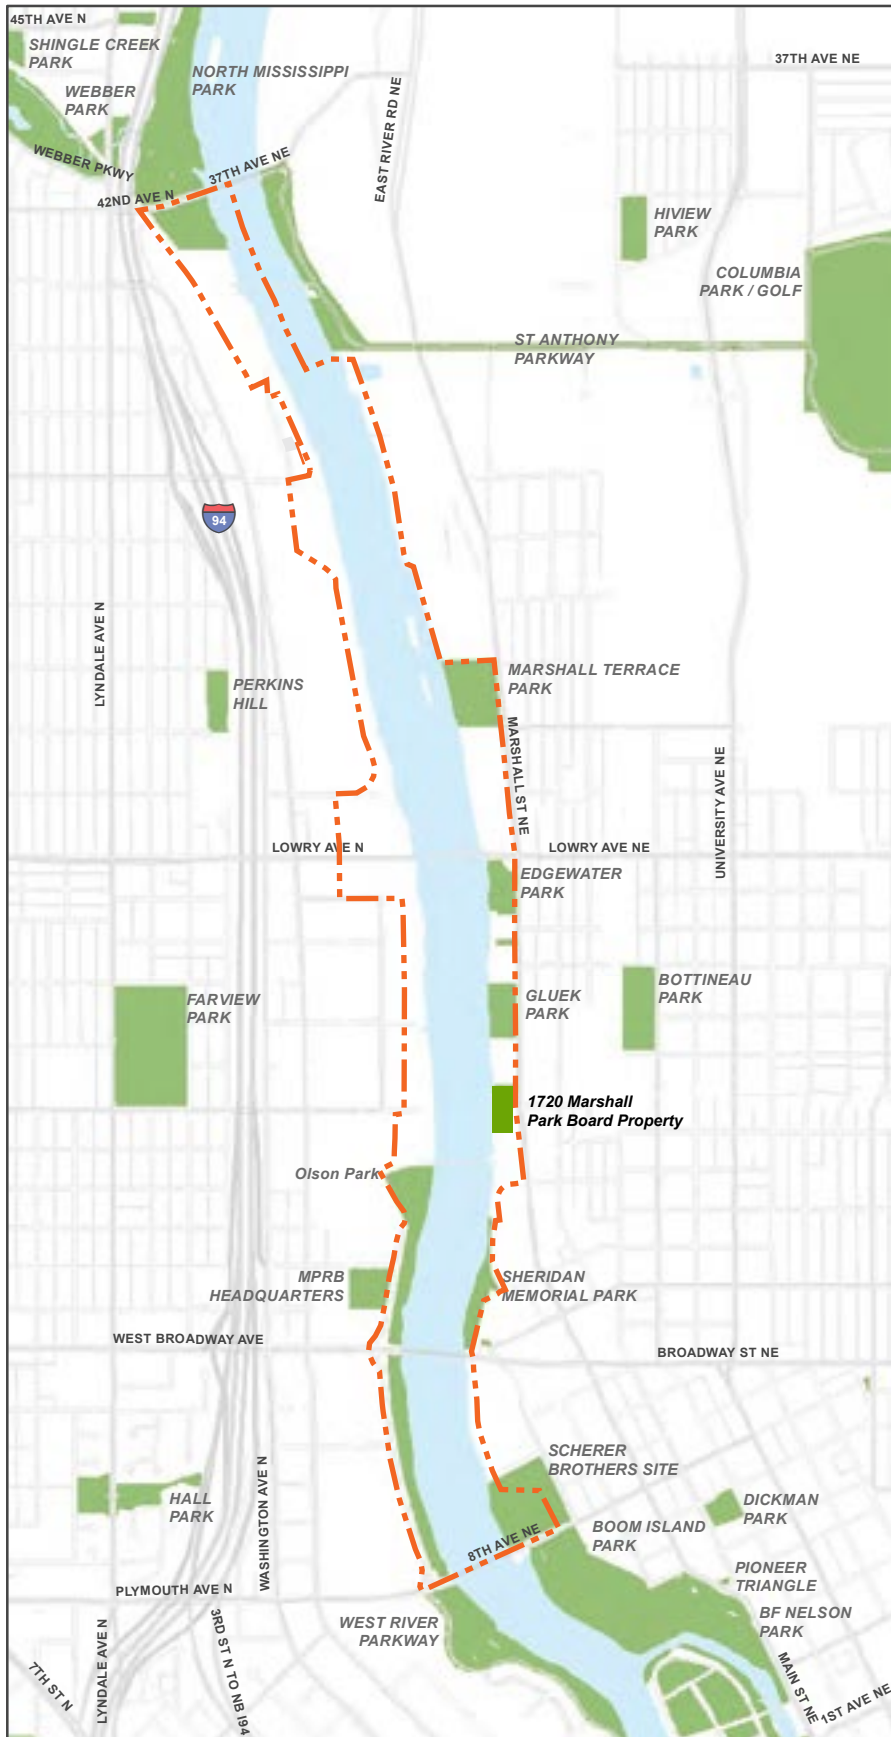 45TH AVE N
SHINGLE CREEK
PARK
WEBBER
PARK
NORTH MISSISSIPPI
PARK
37TH AVE NE
EAST RIVER RD NE
WEBBER PKWY
37TH AVE NE
42ND AVE N
HIVIEW
PARK
COLUMBIA
PARK / GOLF
ST ANTHONY
PARKWAY
94
LYNDALE AVE N
PERKINS
HILL
MARSHALL TERRACE
PARK
MARSHALL ST NE
UNIVERSITY AVE NE
LOWRY AVE N
LOWRY AVE NE
EDGEWATER
PARK
FARVIEW
PARK
GLUEK
PARK
BOTTINEAU
PARK
1720 Marshall
Park Board Property
Olson Park
MPRB
HEADQUARTERS
SHERIDAN
MEMORIAL PARK
WEST BROADWAY AVE
BROADWAY ST NE
SCHERER
BROTHERS SITE
HALL
PARK
WASHINGTON AVE N
DICKMAN
PARK
BOOM ISLAND
PARK
8TH AVE NE
PIONEER
TRIANGLE
PLYMOUTH AVE N
BF NELSON
PARK
WEST RIVER
PARKWAY
LYNDALE AVE N
3RD ST N TO NB I94
7TH ST N
MAIN ST NE
1ST AVE NE